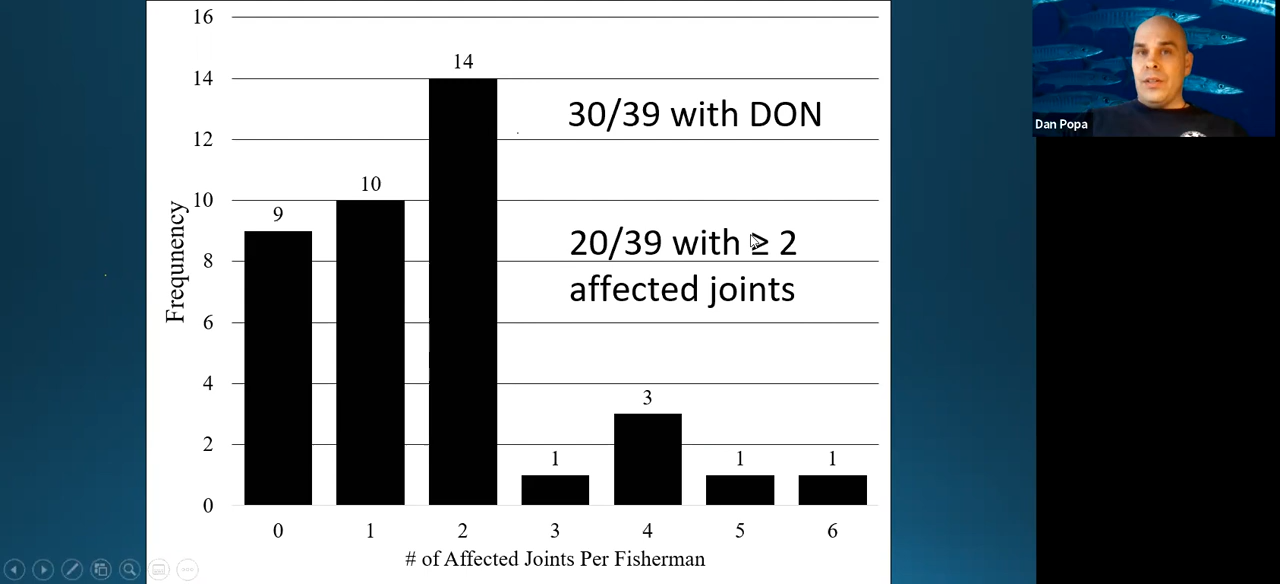 16
14
12
10
8
6
4
2
0
Frequnency
9
10
14
1
3
1
1
30/39 with DON
20/39 with ≥ 2
affected joints
0 1 2 3 4 5 6
# of Affected Joints Per Fisherman
Dan Popa